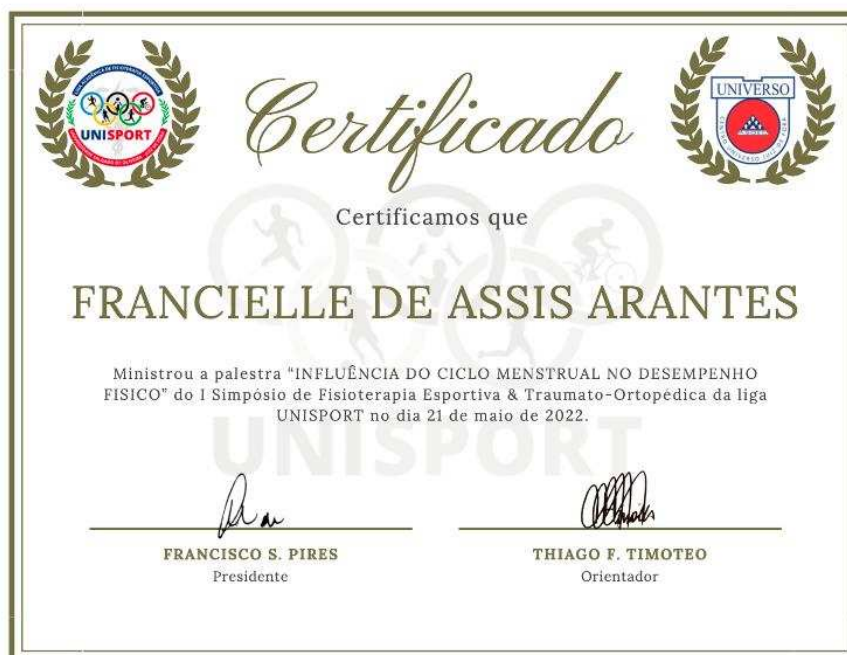 Certificado
UNISPORT
UNIVERSO
Certificamos que
FRANCIELLE DE ASSIS ARANTES
Ministrou a palestra “INFLUÊNCIA DO CICLO MENSTRUAL NO DESEMPENHO
FISICO” do I Simpósio de Fisioterapia Esportiva & Traumato-Ortopédica da liga
UNISPORT no dia 21 de maio de 2022.
UNISPORT
FRANCISCO S. PIRES
Presidente
THIAGO F. TIMOTEO
Orientador